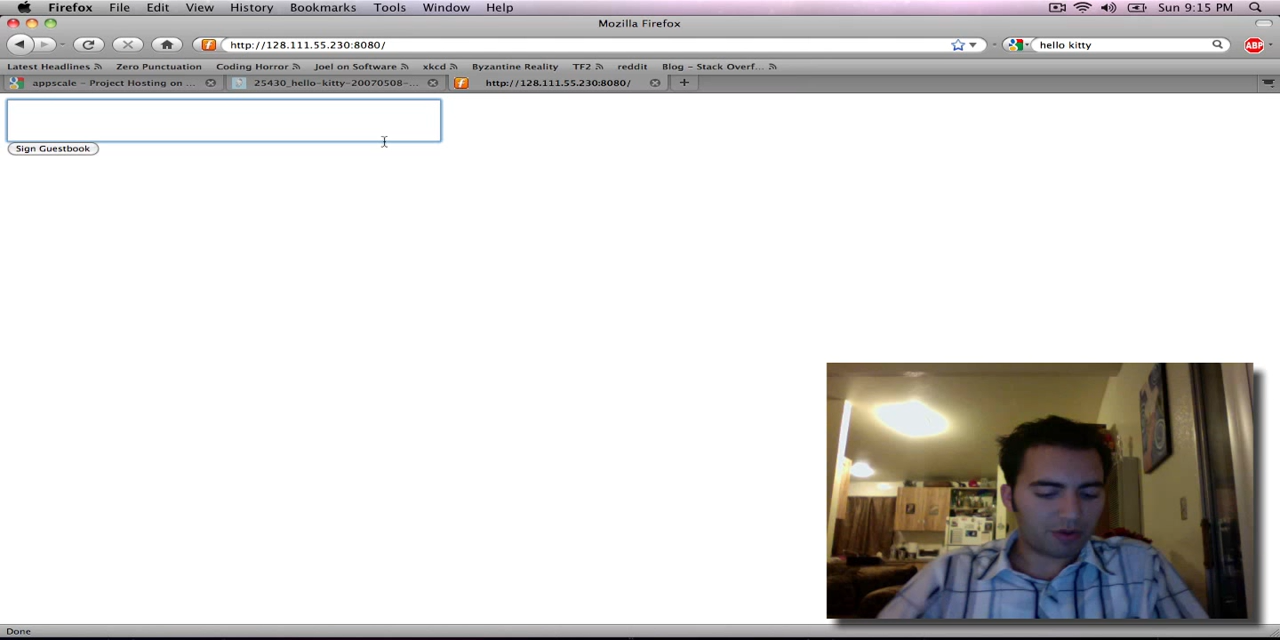 Firefox File Edit View History Bookmarks Tools Window Help Sun 9:15 PM
Mozilla Firefox
http://128.111.55.230:8080/ hello kitty ABP
Latest Headlines Zero Punctuation Coding Horror Joel on Software xkcd Byzantine Reality TF2 reddit Blog – Stack Overf...
appscale – Project Hosting on ... 25430_hello-kitty-20070508-... http://128.111.55.230:8080/
Sign Guestbook
Done